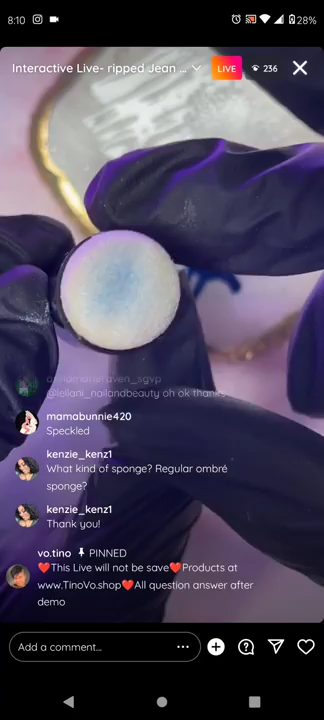 8:10
28%
Interactive Live- ripped Jean ...
LIVE
236
@leilani_nailandbeauty oh ok thanks
mamabunnie420
Speckled
kenzie_kenz1
What kind of sponge? Regular ombré
sponge?
kenzie_kenz1
Thank you!
vo.tino PINNED
❤️This Live will not be save❤️Products at
www.TinoVo.shop❤️All question answer after
demo
Add a comment...